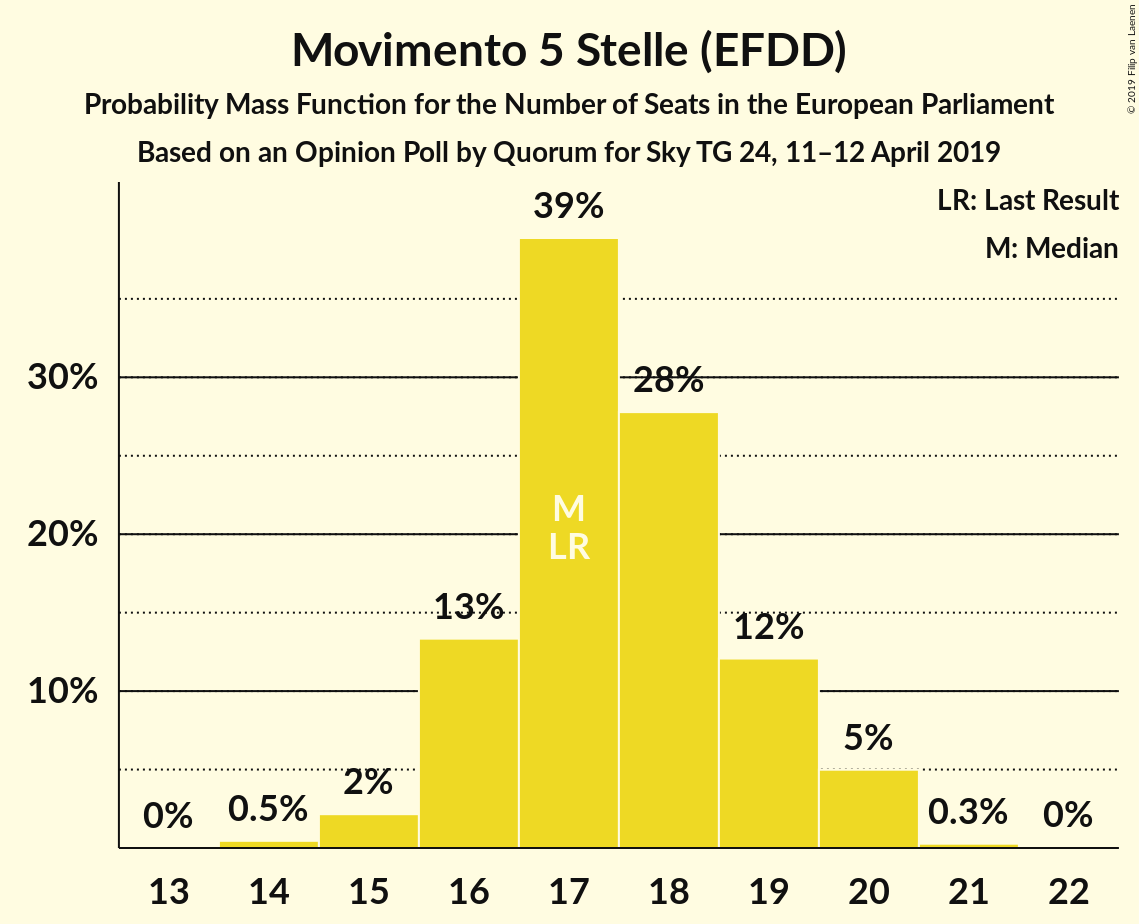 Movimento 5 Stelle (EFDD)
Probability Mass Function for the Number of Seats in the European Parliament
Based on an Opinion Poll by Quorum for Sky TG 24, 11–12 April 2019
© 2019 Filip van Laenen
LR: Last Result
M: Median
30%
20%
10%
0%
0.5%
2%
13%
39%
28%
12%
5%
0.3%
0%
M
LR
13 14 15 16 17 18 19 20 21 22